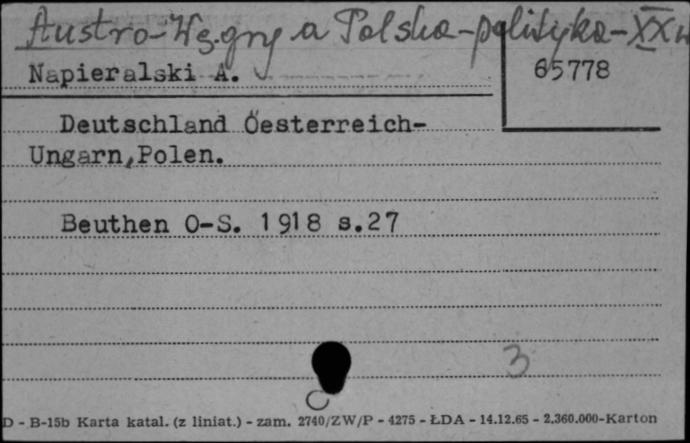 Austro-Węgry a Polska-polityka-XX w
Napieralski A.
65778
Deutschland Öesterreich-
Ungarn,Polen.
Beuthen O-S. 1918 s.27
3
D - B-15b Karta katal. (z liniat.) - zam. 2740/ZW/P - 4275 - ŁDA - 14.12.65 - 2.360.000-Karton